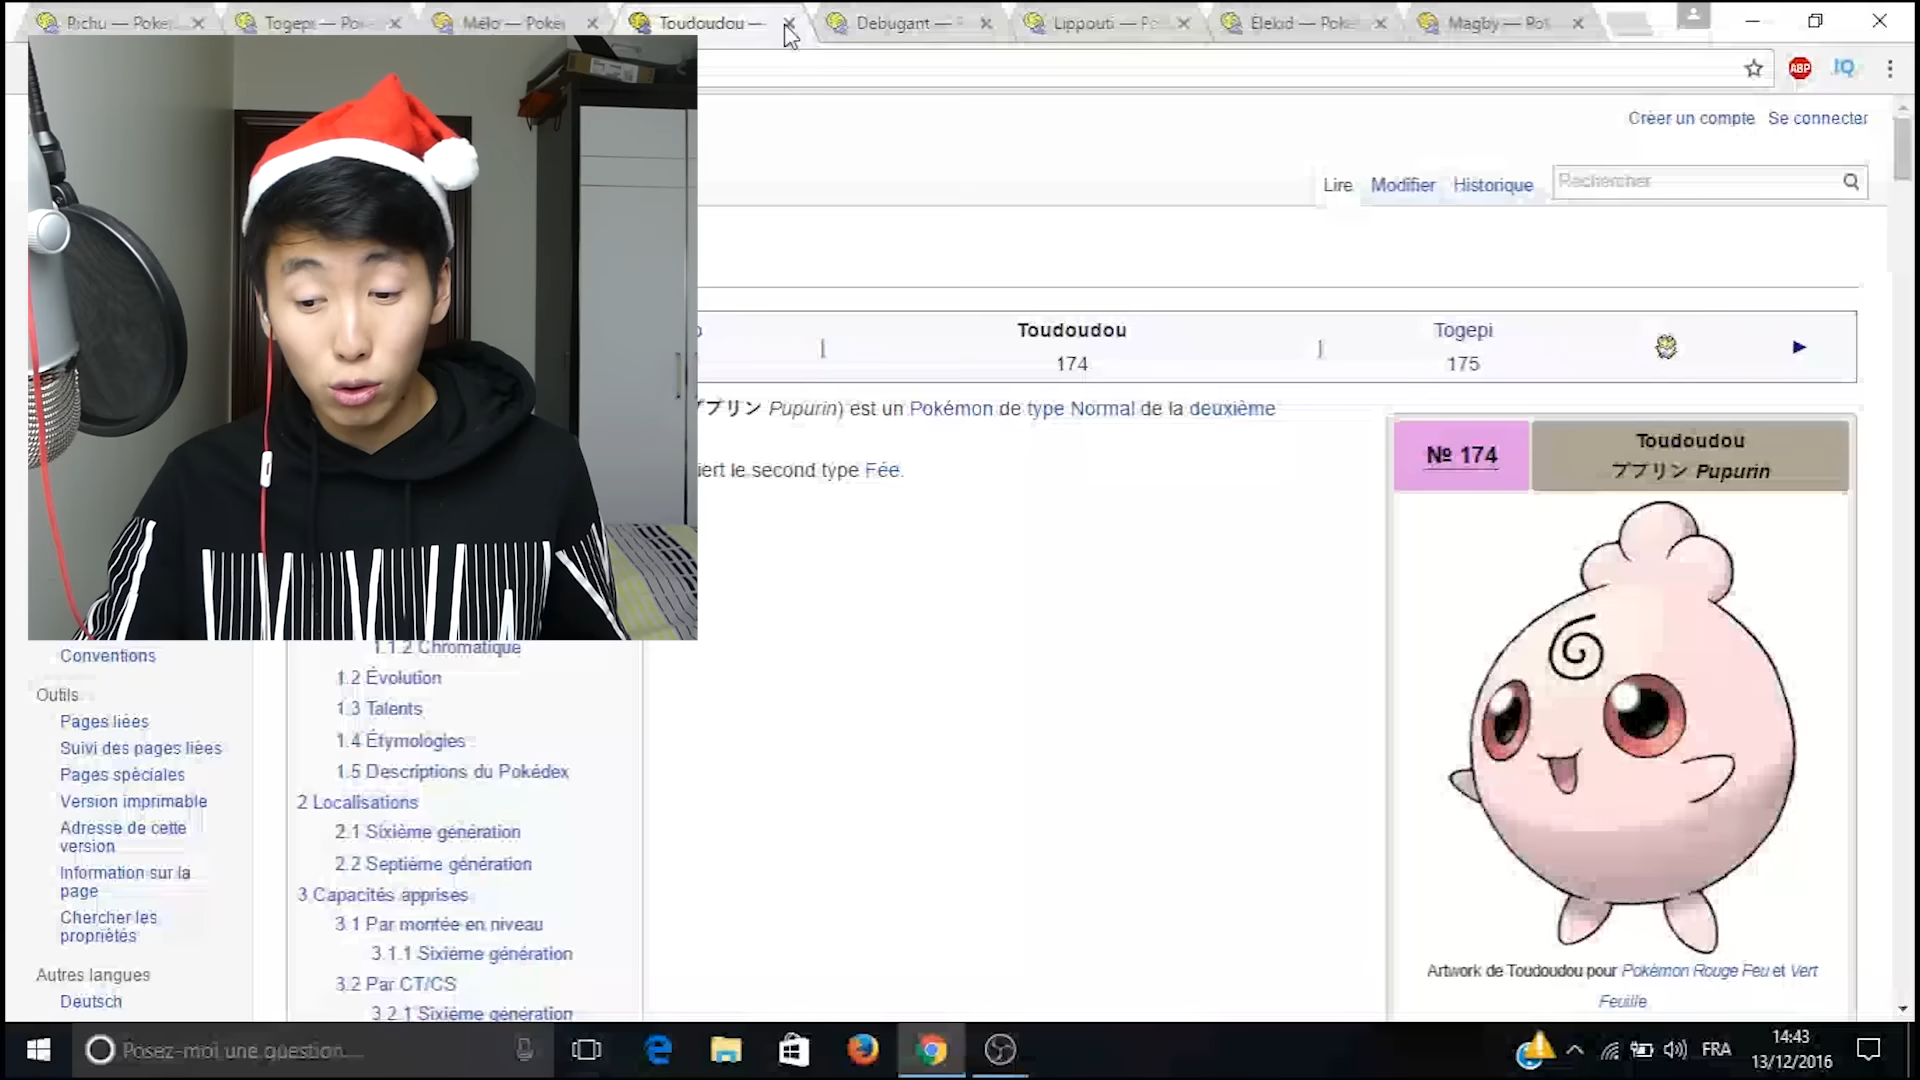 Pichu — Poke
Togepi — Po
Mélo — Poke
Toudoudou —
Debugant —
Lippouti — Po
Élekid — Poke
Magby — Pok
ABP
IQ
Créer un compte Se connecter
Lire Modifier Historique Rechercher
Toudoudou
Togepi
174
175
ププリン Pupurin) est un Pokémon de type Normal de la deuxième
iert le second type Fée.
№ 174
Toudoudou
ププリン Pupurin
Artwork de Toudoudou pour Pokémon Rouge Feu et Vert
Feuille
Conventions
Outils
Pages liées
Suivi des pages liées
Pages spéciales
Version imprimable
Adresse de cette
version
Information sur la
page
Chercher les
propriétés
Autres langues
Deutsch
1.1.2 Chromatique
1.2 Évolution
1.3 Talents
1.4 Étymologies
1.5 Descriptions du Pokédex
2 Localisations
2.1 Sixième génération
2.2 Septième génération
3 Capacités apprises
3.1 Par montée en niveau
3.1.1 Sixième génération
3.2 Par CT/CS
3.2.1 Sixième génération
Posez-moi une question...
FRA
14:43
13/12/2016